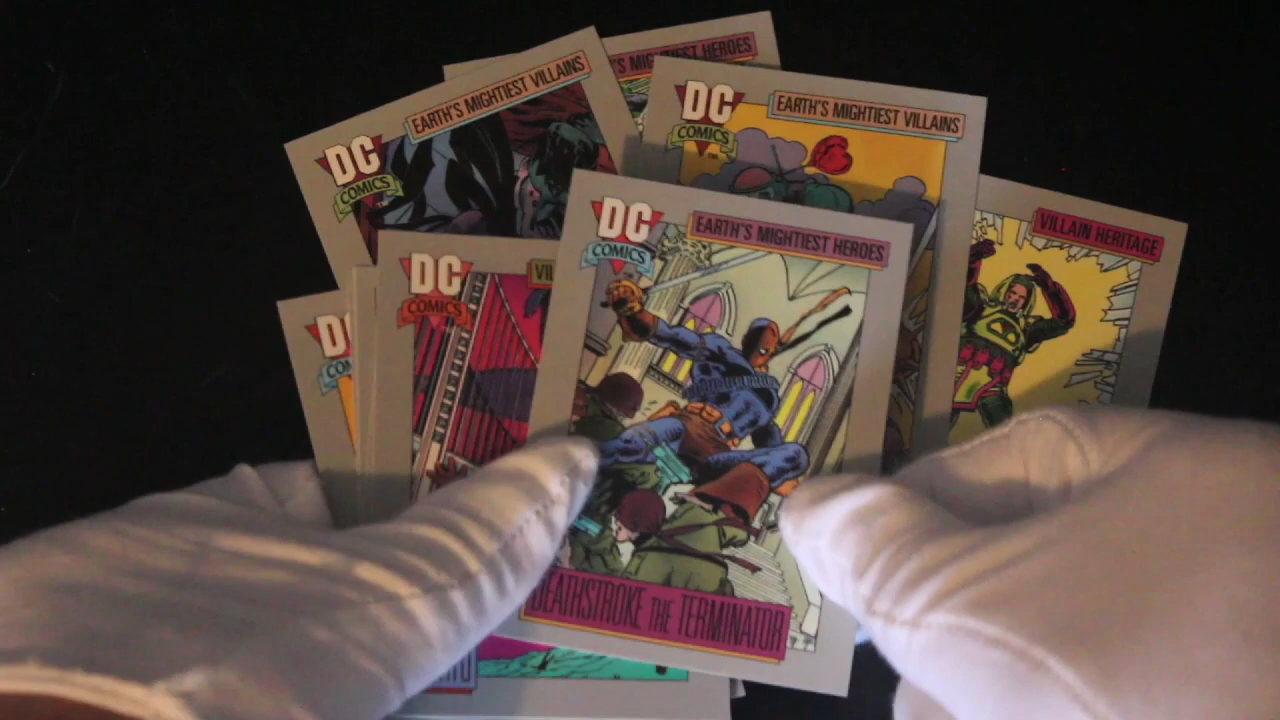 EARTH'S MIGHTIEST HEROES
DC
COMICS
EARTH'S MIGHTIEST VILLAINS
DC
COMICS
EARTH'S MIGHTIEST VILLAINS
VILLAIN HERITAGE
DC
COMICS
EARTH'S MIGHTIEST HEROES
DC
COMICS
VIL
DEATHSTROKE THE TERMINATOR